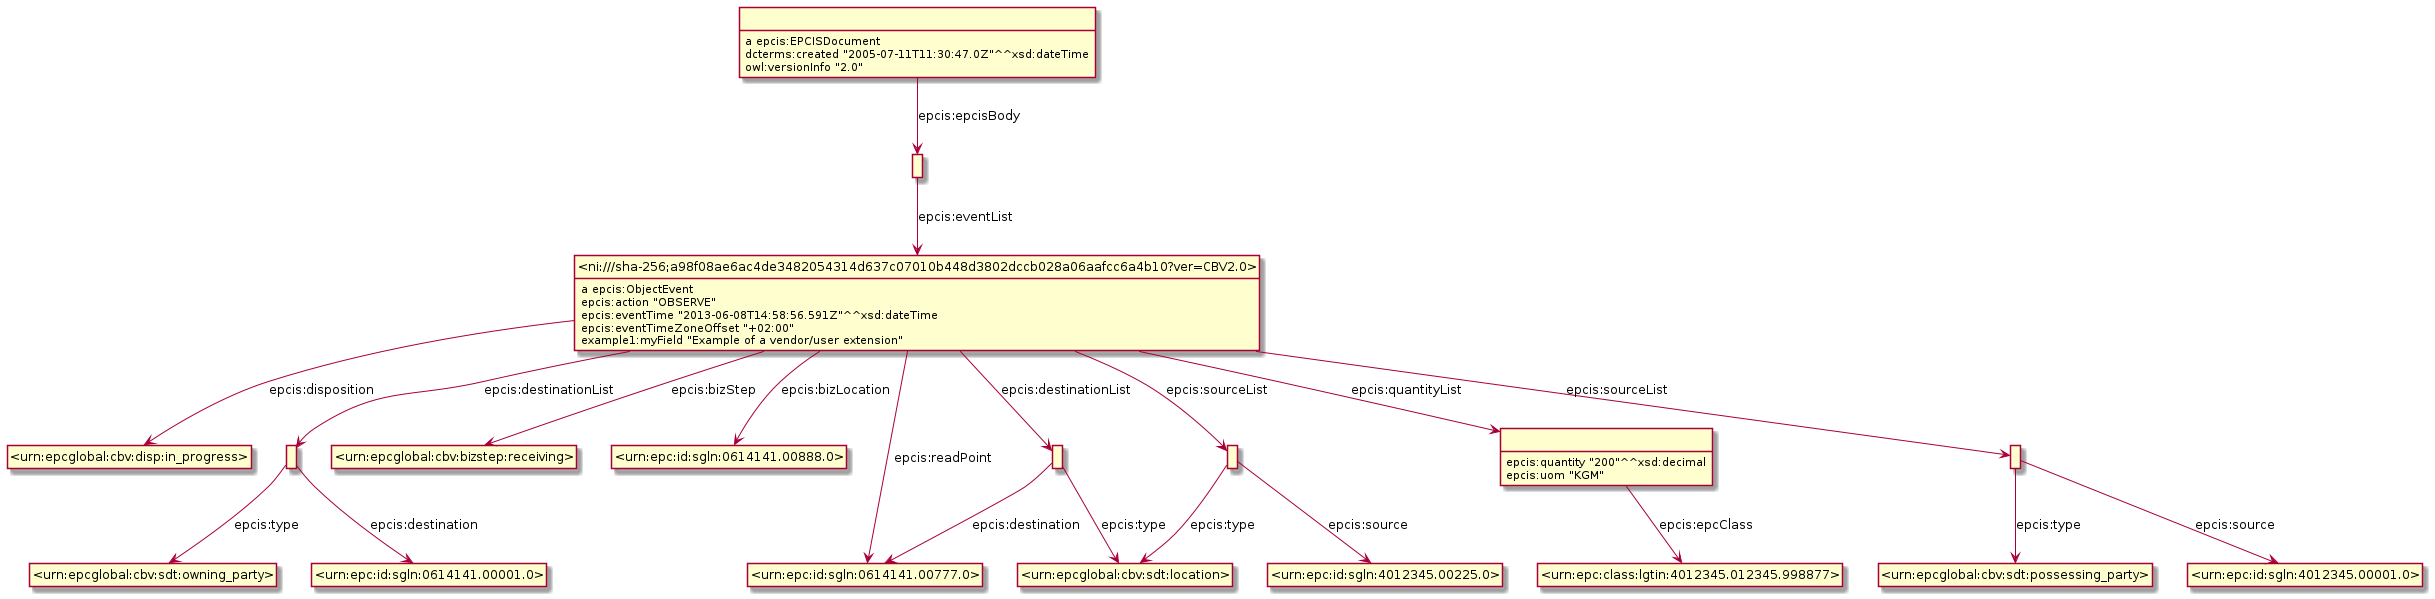 a epcis:EPCISDocument
dcterms:created "2005-07-11T11:30:47.0Z"^^xsd:dateTime
owl:versionInfo "2.0"
epcis:epcisBody
epcis:eventList
<ni:///sha-256;a98f08ae6ac4de3482054314d637c07010b448d3802dccb028a06aafcc6a4b10?ver=CBV2.0>
a epcis:ObjectEvent
epcis:action "OBSERVE"
epcis:eventTime "2013-06-08T14:58:56.591Z"^^xsd:dateTime
epcis:eventTimeZoneOffset "+02:00"
example1:myField "Example of a vendor/user extension"
epcis:disposition
epcis:destinationList
epcis:bizStep
epcis:bizLocation
epcis:destinationList
epcis:sourceList
epcis:quantityList
epcis:sourceList
<urn:epcglobal:cbv:disp:in_progress>
<urn:epcglobal:cbv:bizstep:receiving>
<urn:epc:id:sgln:0614141.00888.0>
epcis:readPoint
epcis:quantity "200"^^xsd:decimal
epcis:uom "KGM"
epcis:type
epcis:destination
epcis:destination
epcis:type
epcis:type
epcis:source
epcis:epcClass
epcis:type
epcis:source
<urn:epcglobal:cbv:sdt:owning_party>
<urn:epc:id:sgln:0614141.00001.0>
<urn:epc:id:sgln:0614141.00777.0>
<urn:epcglobal:cbv:sdt:location>
<urn:epc:id:sgln:4012345.00225.0>
<urn:epc:class:lgtin:4012345.012345.998877>
<urn:epcglobal:cbv:sdt:possessing_party>
<urn:epc:id:sgln:4012345.00001.0>